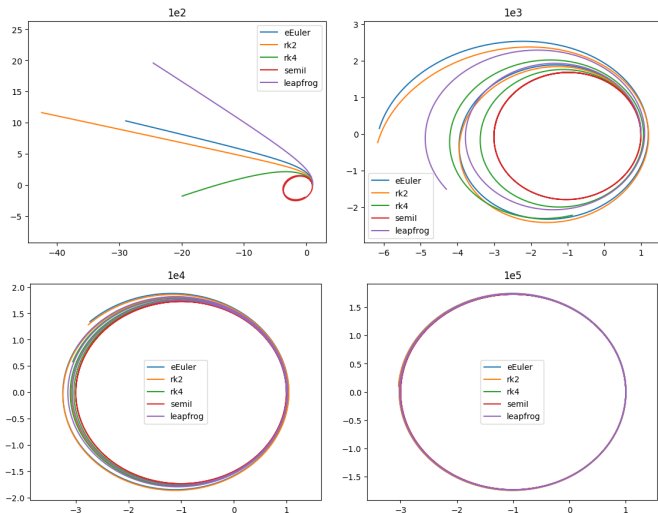 1e2
25
20
15
10
5
0
−5
−40
−30
−20
−10
0
eEuler
rk2
rk4
semiI
leapfrog
1e3
3
2
1
0
−1
−2
−6
−5
−4
−3
−2
−1
0
1
eEuler
rk2
rk4
semiI
leapfrog
1e4
2.0
1.5
1.0
0.5
0.0
−0.5
−1.0
−1.5
−2.0
−3
−2
−1
0
1
eEuler
rk2
rk4
semiI
leapfrog
1e5
1.5
1.0
0.5
0.0
−0.5
−1.0
−1.5
−3
−2
−1
0
1
eEuler
rk2
rk4
semiI
leapfrog